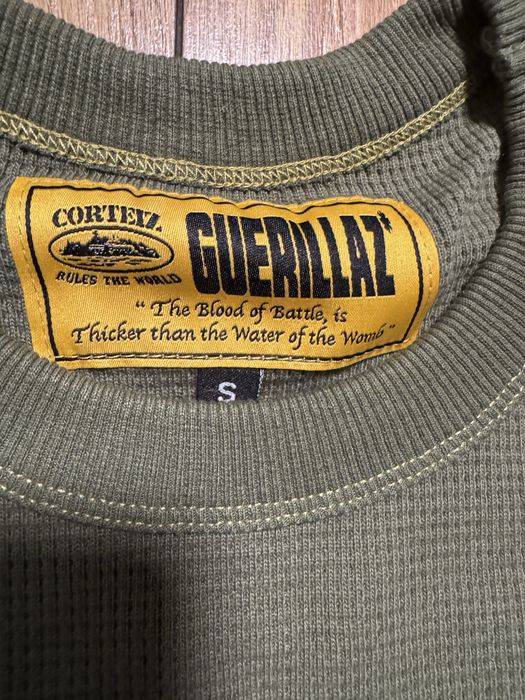 CORTEIZ
RULES THE WORLD
GUERILLAZ*
“The Blood of Battle, is
Thicker than the Water of the Womb”
S